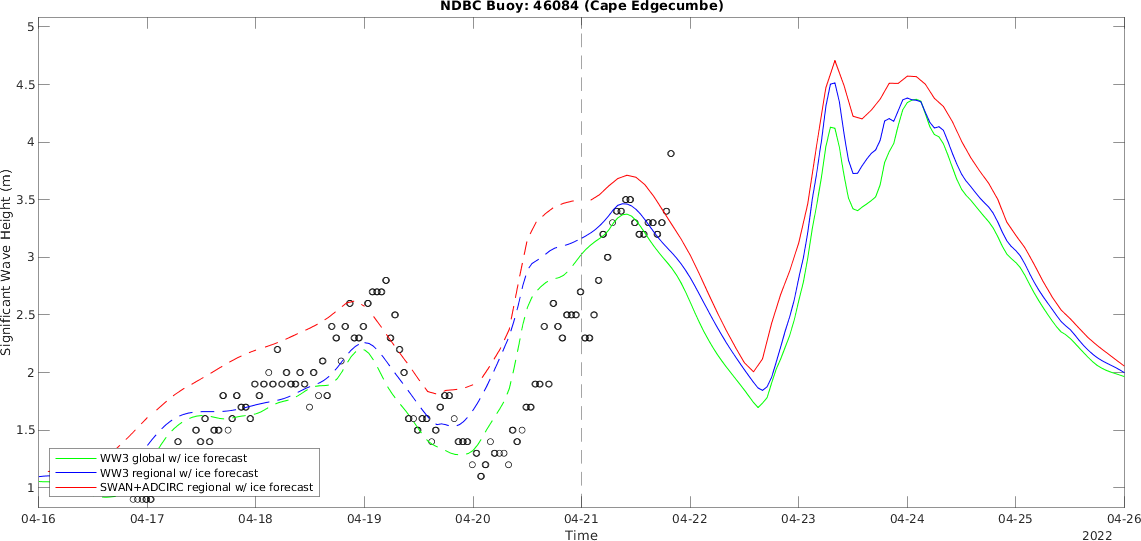 NDBC Buoy: 46084 (Cape Edgecumbe)
5
4.5
4
3.5
3
2.5
2
1.5
1
Significant Wave Height (m)
WW3 global w/ ice forecast
WW3 regional w/ ice forecast
SWAN+ADCIRC regional w/ ice forecast
04-16 04-17 04-18 04-19 04-20 04-21 04-22 04-23 04-24 04-25 04-26
Time
2022